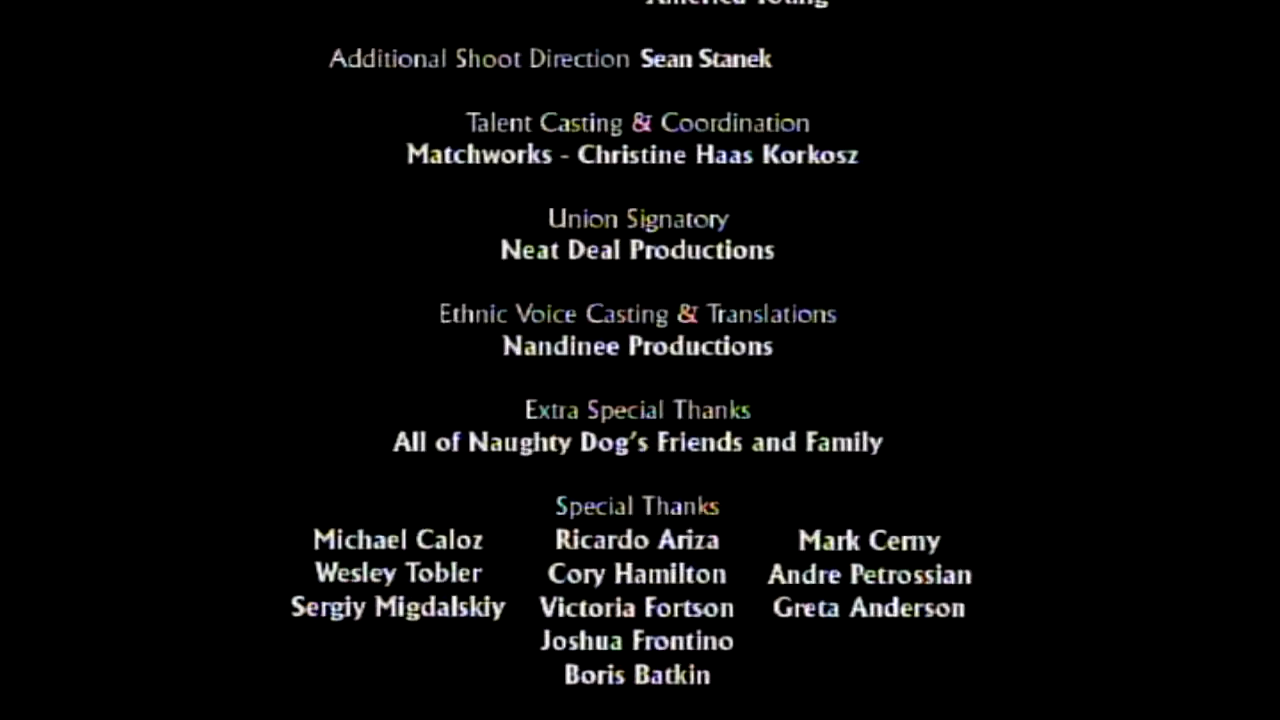 America Young
Additional Shoot Direction Sean Stanek
Talent Casting & Coordination
Matchworks - Christine Haas Korkosz
Union Signatory
Neat Deal Productions
Ethnic Voice Casting & Translations
Nandinee Productions
Extra Special Thanks
All of Naughty Dog's Friends and Family
Special Thanks
Michael Caloz Ricardo Ariza Mark Cerny
Wesley Tobler Cory Hamilton Andre Petrossian
Sergiy Migdalskiy Victoria Fortson Greta Anderson
Joshua Frontino
Boris Batkin